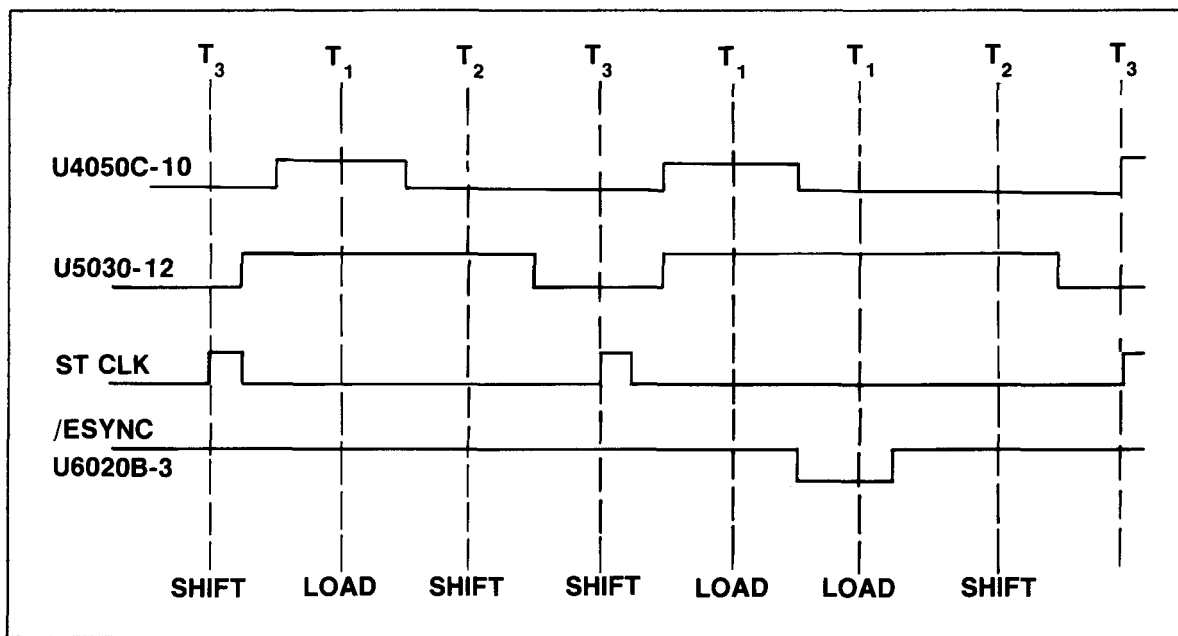 T3 T1 T2 T3 T1 T1 T2 T3
U4050C-10
U5030-12
ST CLK
/ESYNC
U6020B-3
SHIFT LOAD SHIFT SHIFT LOAD LOAD SHIFT